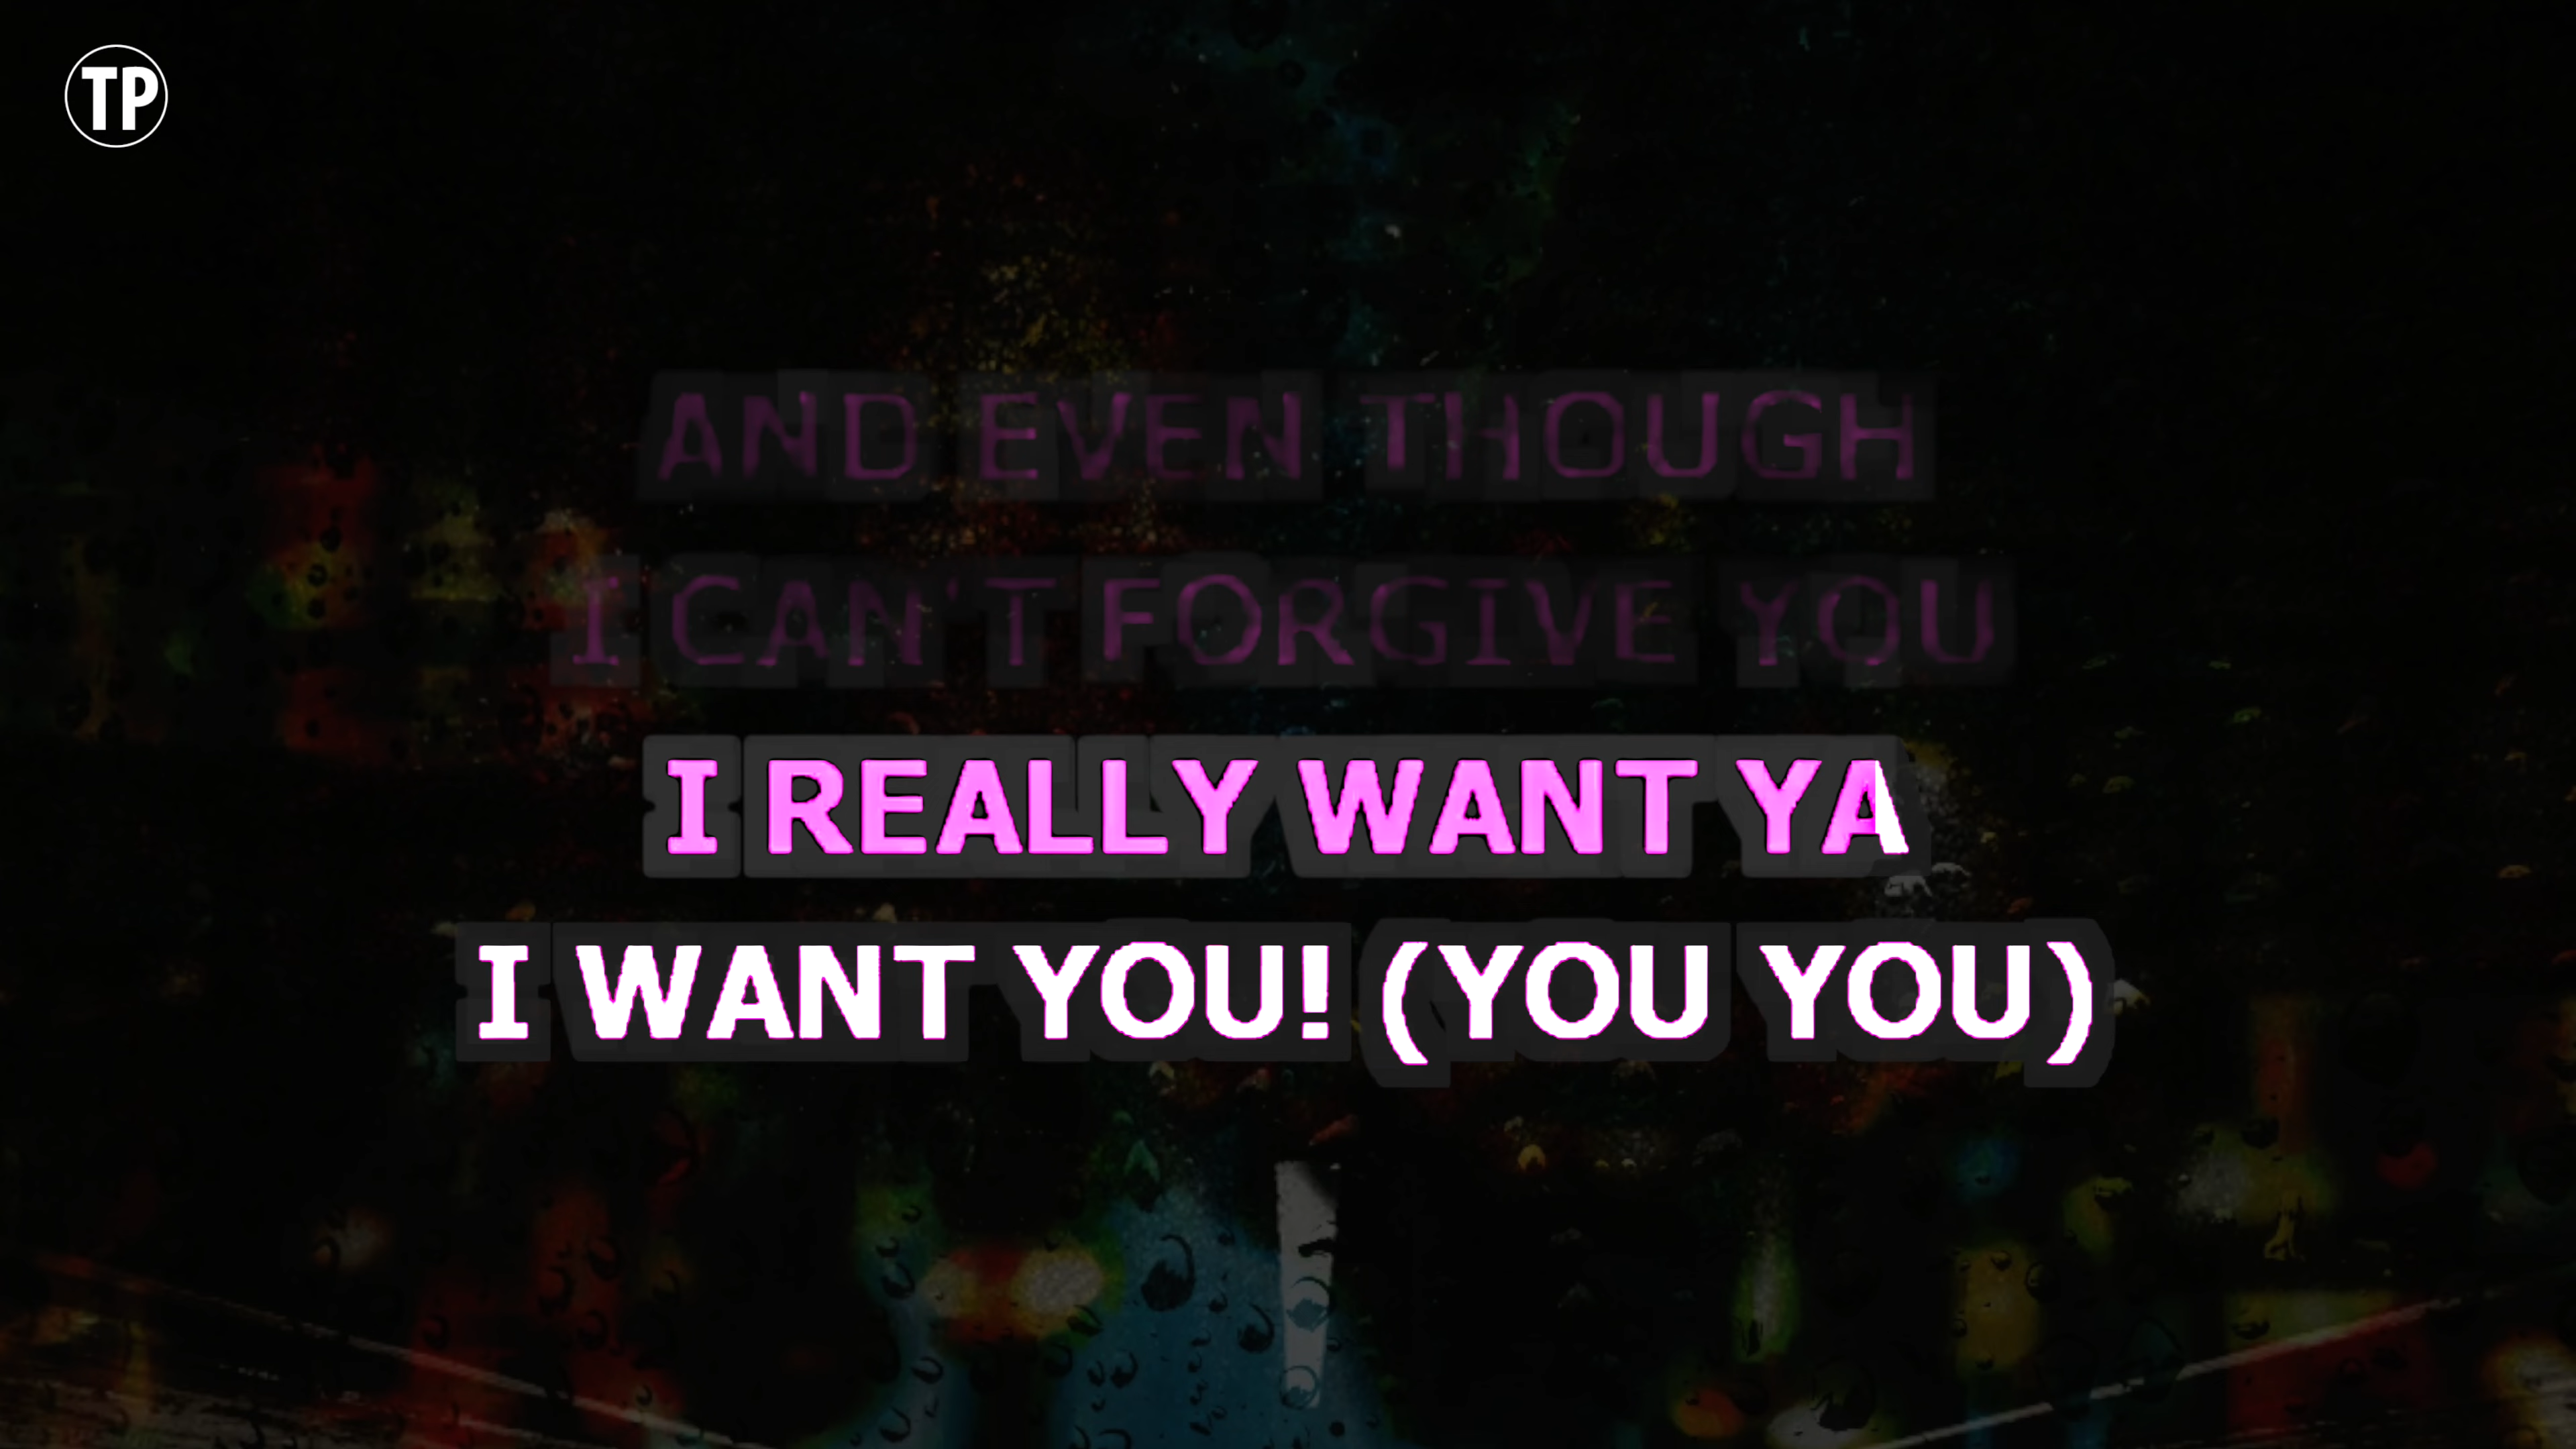 TP
AND EVEN THOUGH
I CAN'T FORGIVE YOU
I REALLY WANT YA
I WANT YOU! (YOU YOU)